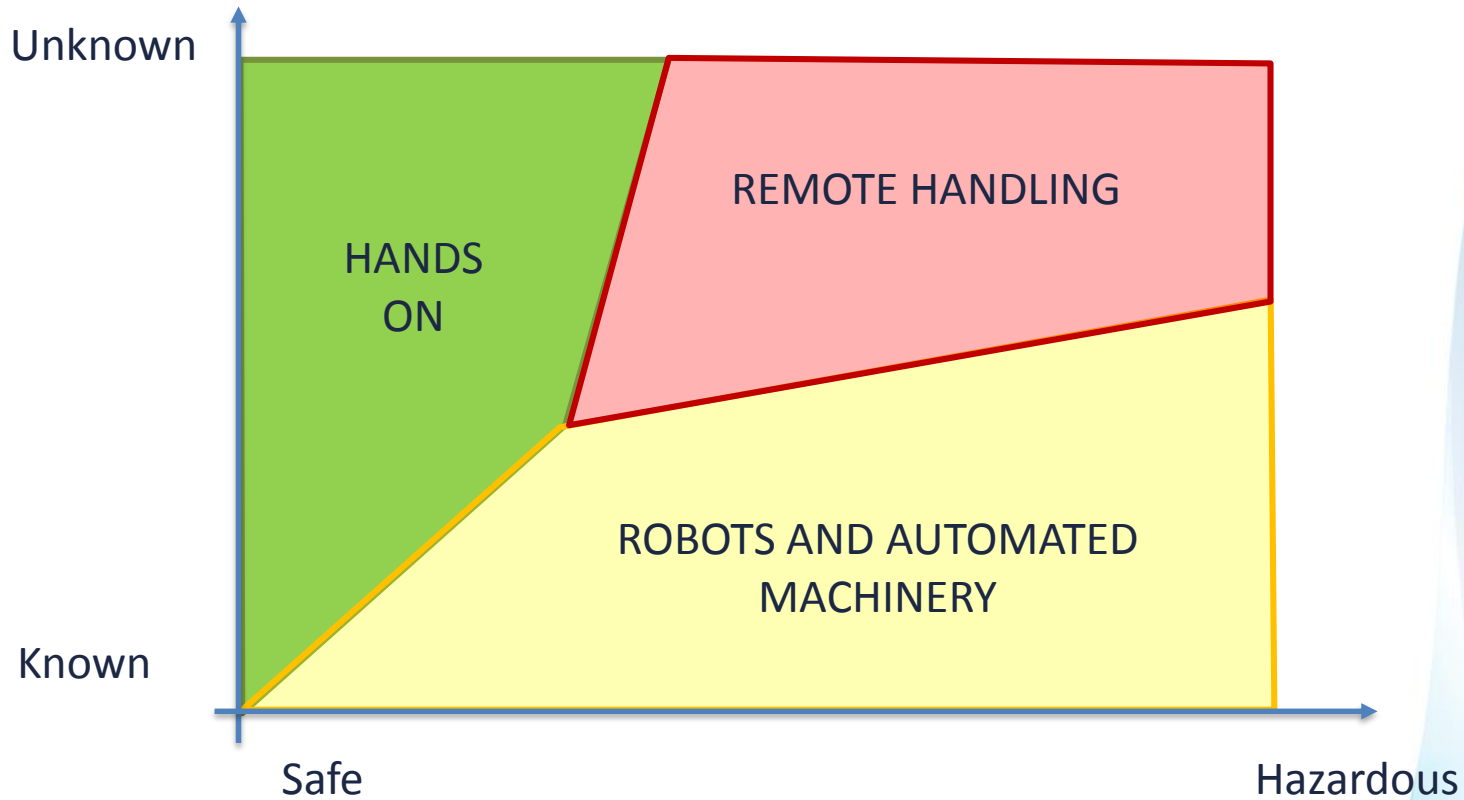 Unknown
REMOTE HANDLING
HANDS
ON
ROBOTS AND AUTOMATED
MACHINERY
Known
Safe
Hazardous